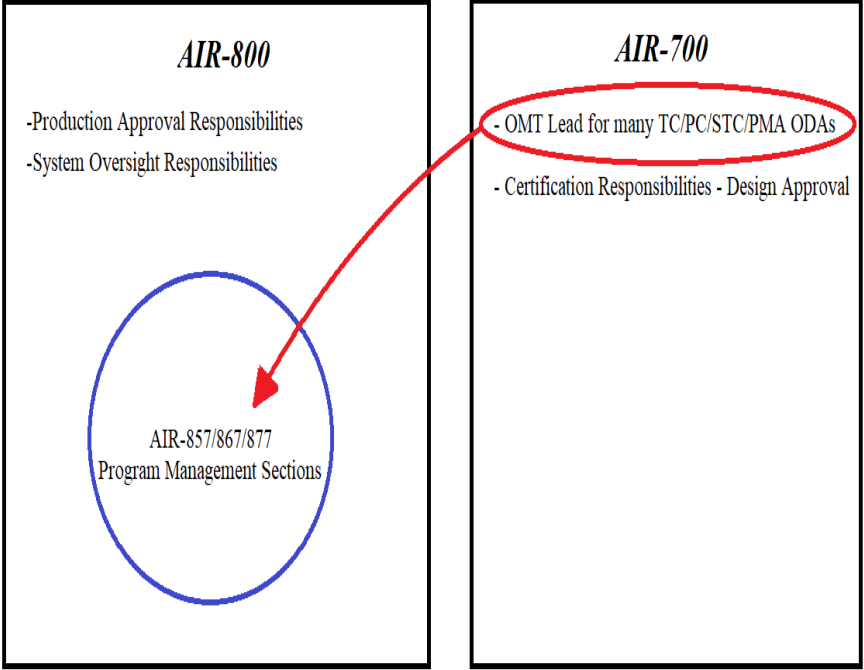 AIR-800
-Production Approval Responsibilities
-System Oversight Responsibilities
AIR-857/867/877
Program Management Sections
AIR-700
- OMT Lead for many TC/PC/STC/PMA ODAs
- Certification Responsibilities - Design Approval